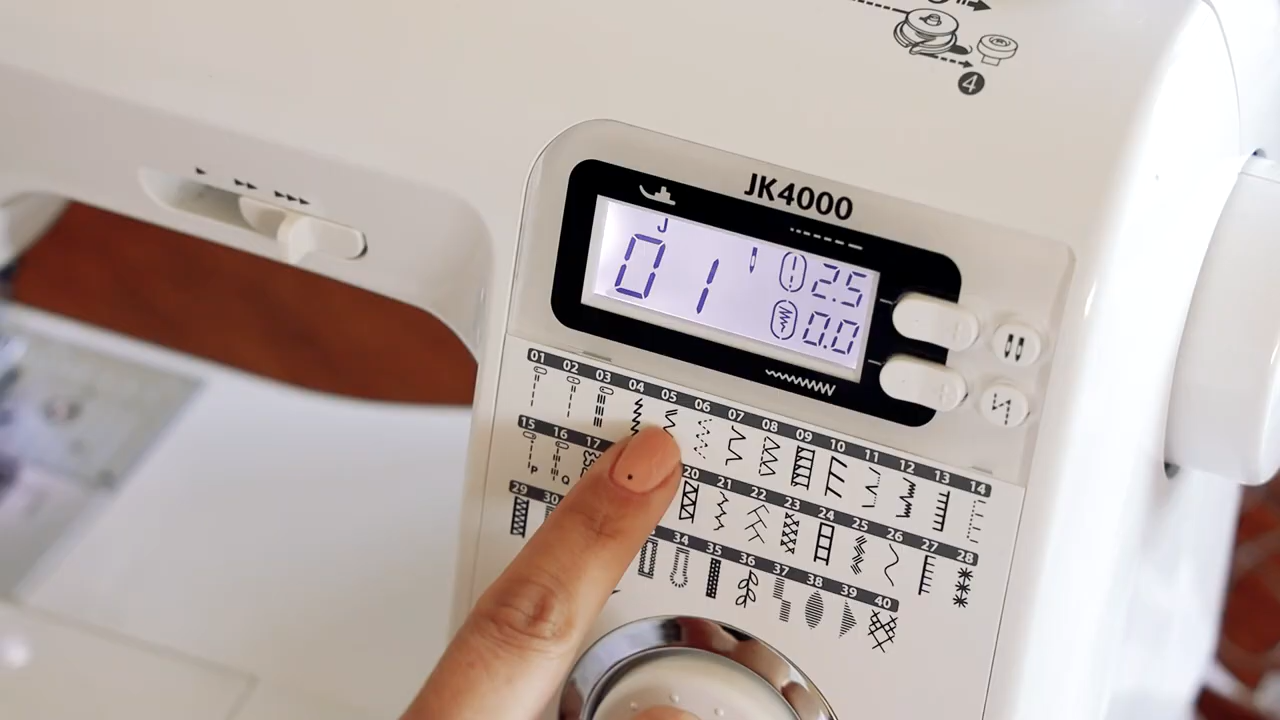 4
JK4000
J
01 2.5
0.0
01 02 03 04 05 06 07 08 09 10 11 12 13 14
15 16 17 20 21 22 23 24 25 26 27 28
P Q
29 30 34 35 36 37 38 39 40